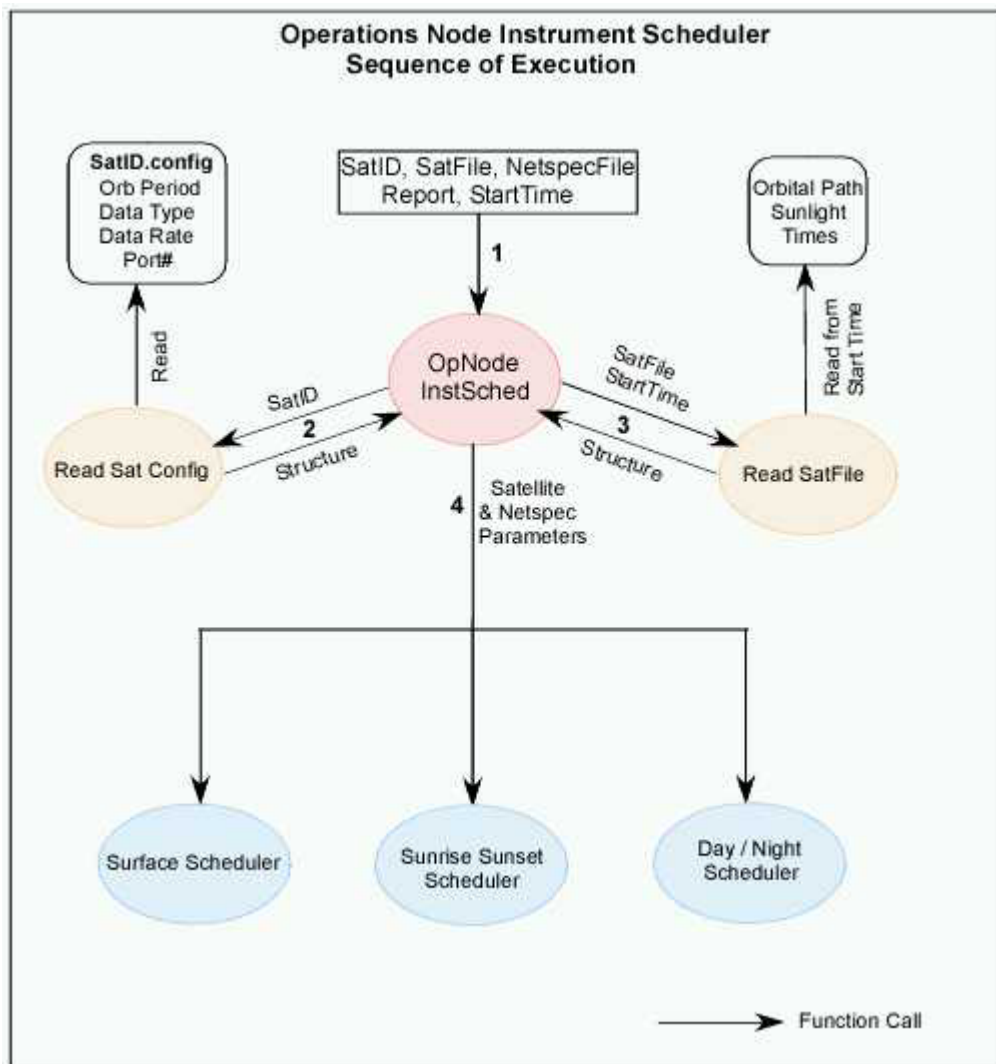 Operations Node Instrument Scheduler
Sequence of Execution
SatID.config
Orb Period
Data Type
Data Rate
Port#
SatID, SatFile, NetspecFile
Report, StartTime
Orbital Path
Sunlight
Times
1
Read
Read from
Start Time
OpNode
InstSched
SatID
2
Structure
SatFile
StartTime
3
Structure
Read Sat Config
Read SatFile
4
Satellite
& Netspec
Parameters
Surface Scheduler
Sunrise Sunset
Scheduler
Day / Night
Scheduler
Function Call